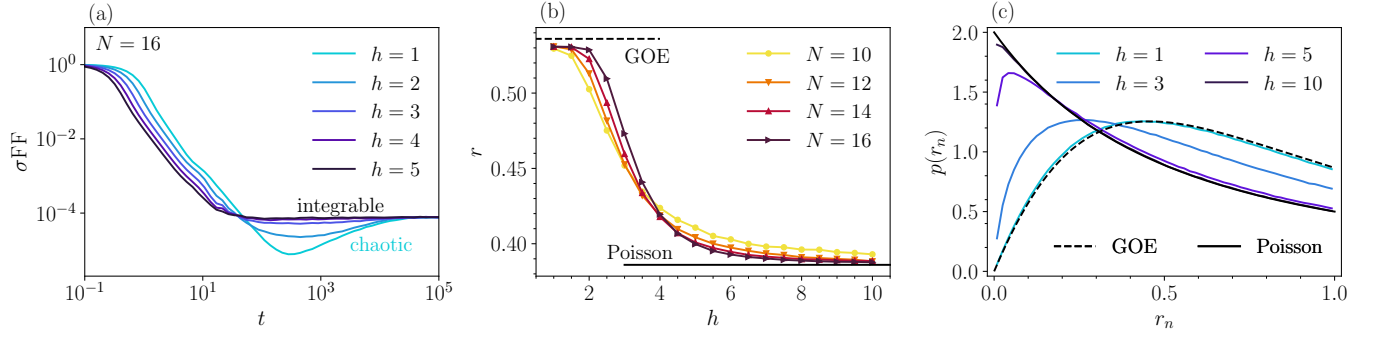 (a)
N = 16
h = 1
h = 2
h = 3
h = 4
h = 5
integrable
chaotic
10^0
10^-2
10^-4
σFF
10^-1
10^1
10^3
10^5
t
(b)
GOE
N = 10
N = 12
N = 14
N = 16
Poisson
0.50
0.45
0.40
r
2
4
6
8
10
h
(c)
h = 1
h = 3
h = 5
h = 10
GOE
Poisson
2.0
1.5
1.0
0.5
0.0
p(r_n)
0.0
0.5
1.0
r_n